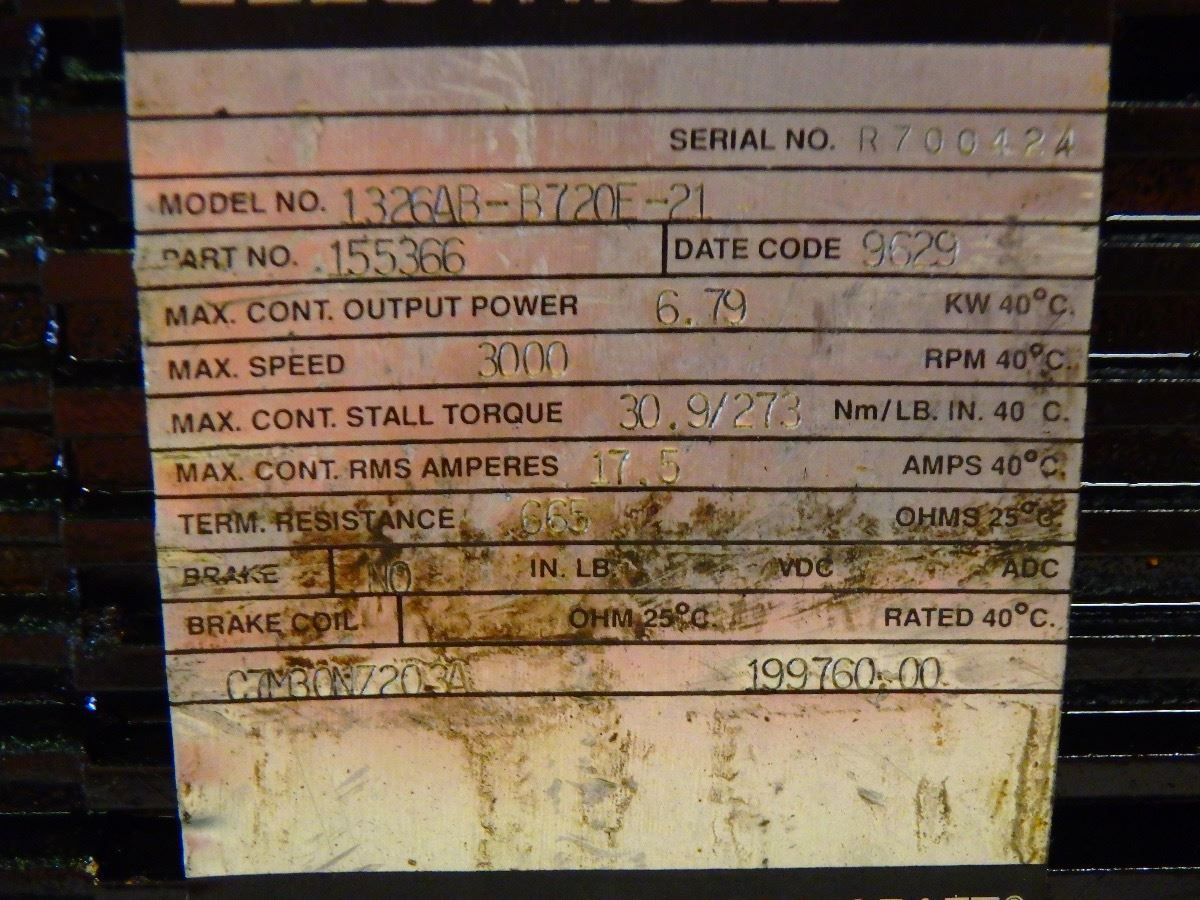 SERIAL NO. R700424
MODEL NO. 1326AB-B720E-21
PART NO. 155366 DATE CODE 9629
MAX. CONT. OUTPUT POWER 6.79 KW 40°C.
MAX. SPEED 3000 RPM 40°C.
MAX. CONT. STALL TORQUE 30.9/273 Nm/LB. IN. 40 C.
MAX. CONT. RMS AMPERES 17.5 AMPS 40°C.
TERM. RESISTANCE OHMS 25°C.
BRAKE NO IN. LB. VDC ADC
BRAKE COIL OHM 25°C. RATED 40°C.
199760-00